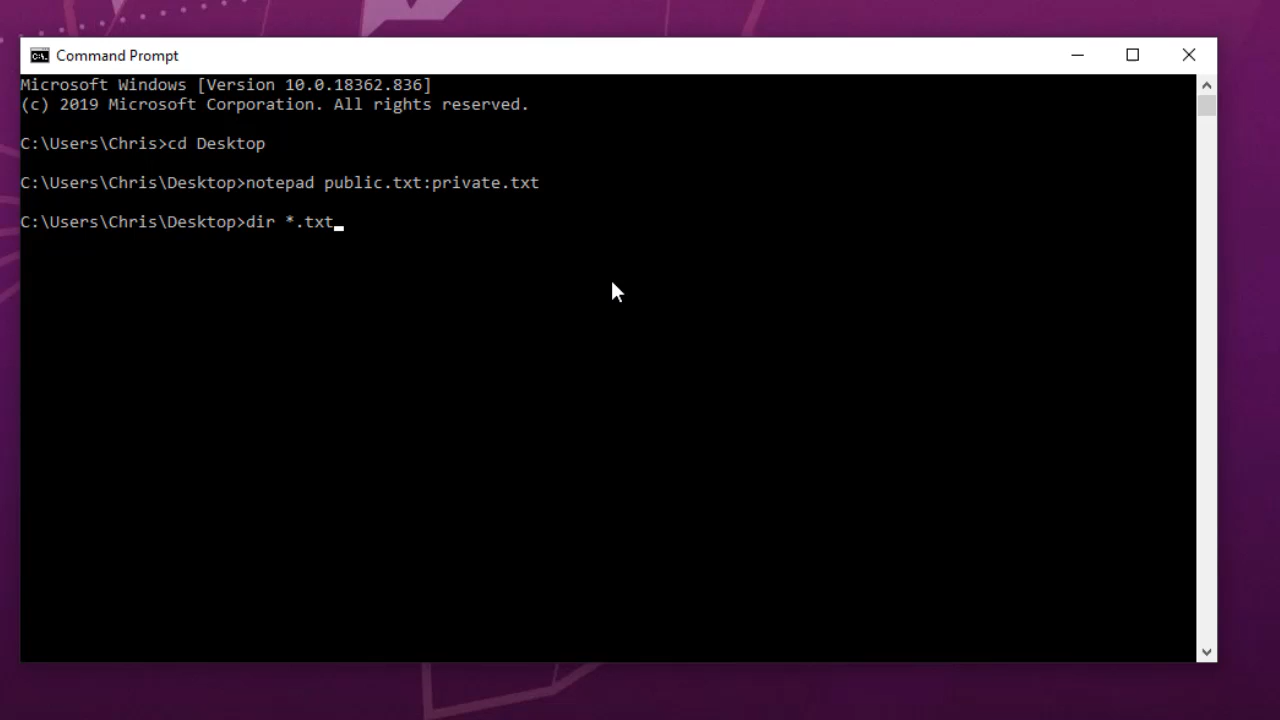 Command Prompt
Microsoft Windows [Version 10.0.18362.836]
(c) 2019 Microsoft Corporation. All rights reserved.
C:\Users\Chris>cd Desktop
C:\Users\Chris\Desktop>notepad public.txt:private.txt
C:\Users\Chris\Desktop>dir *.txt